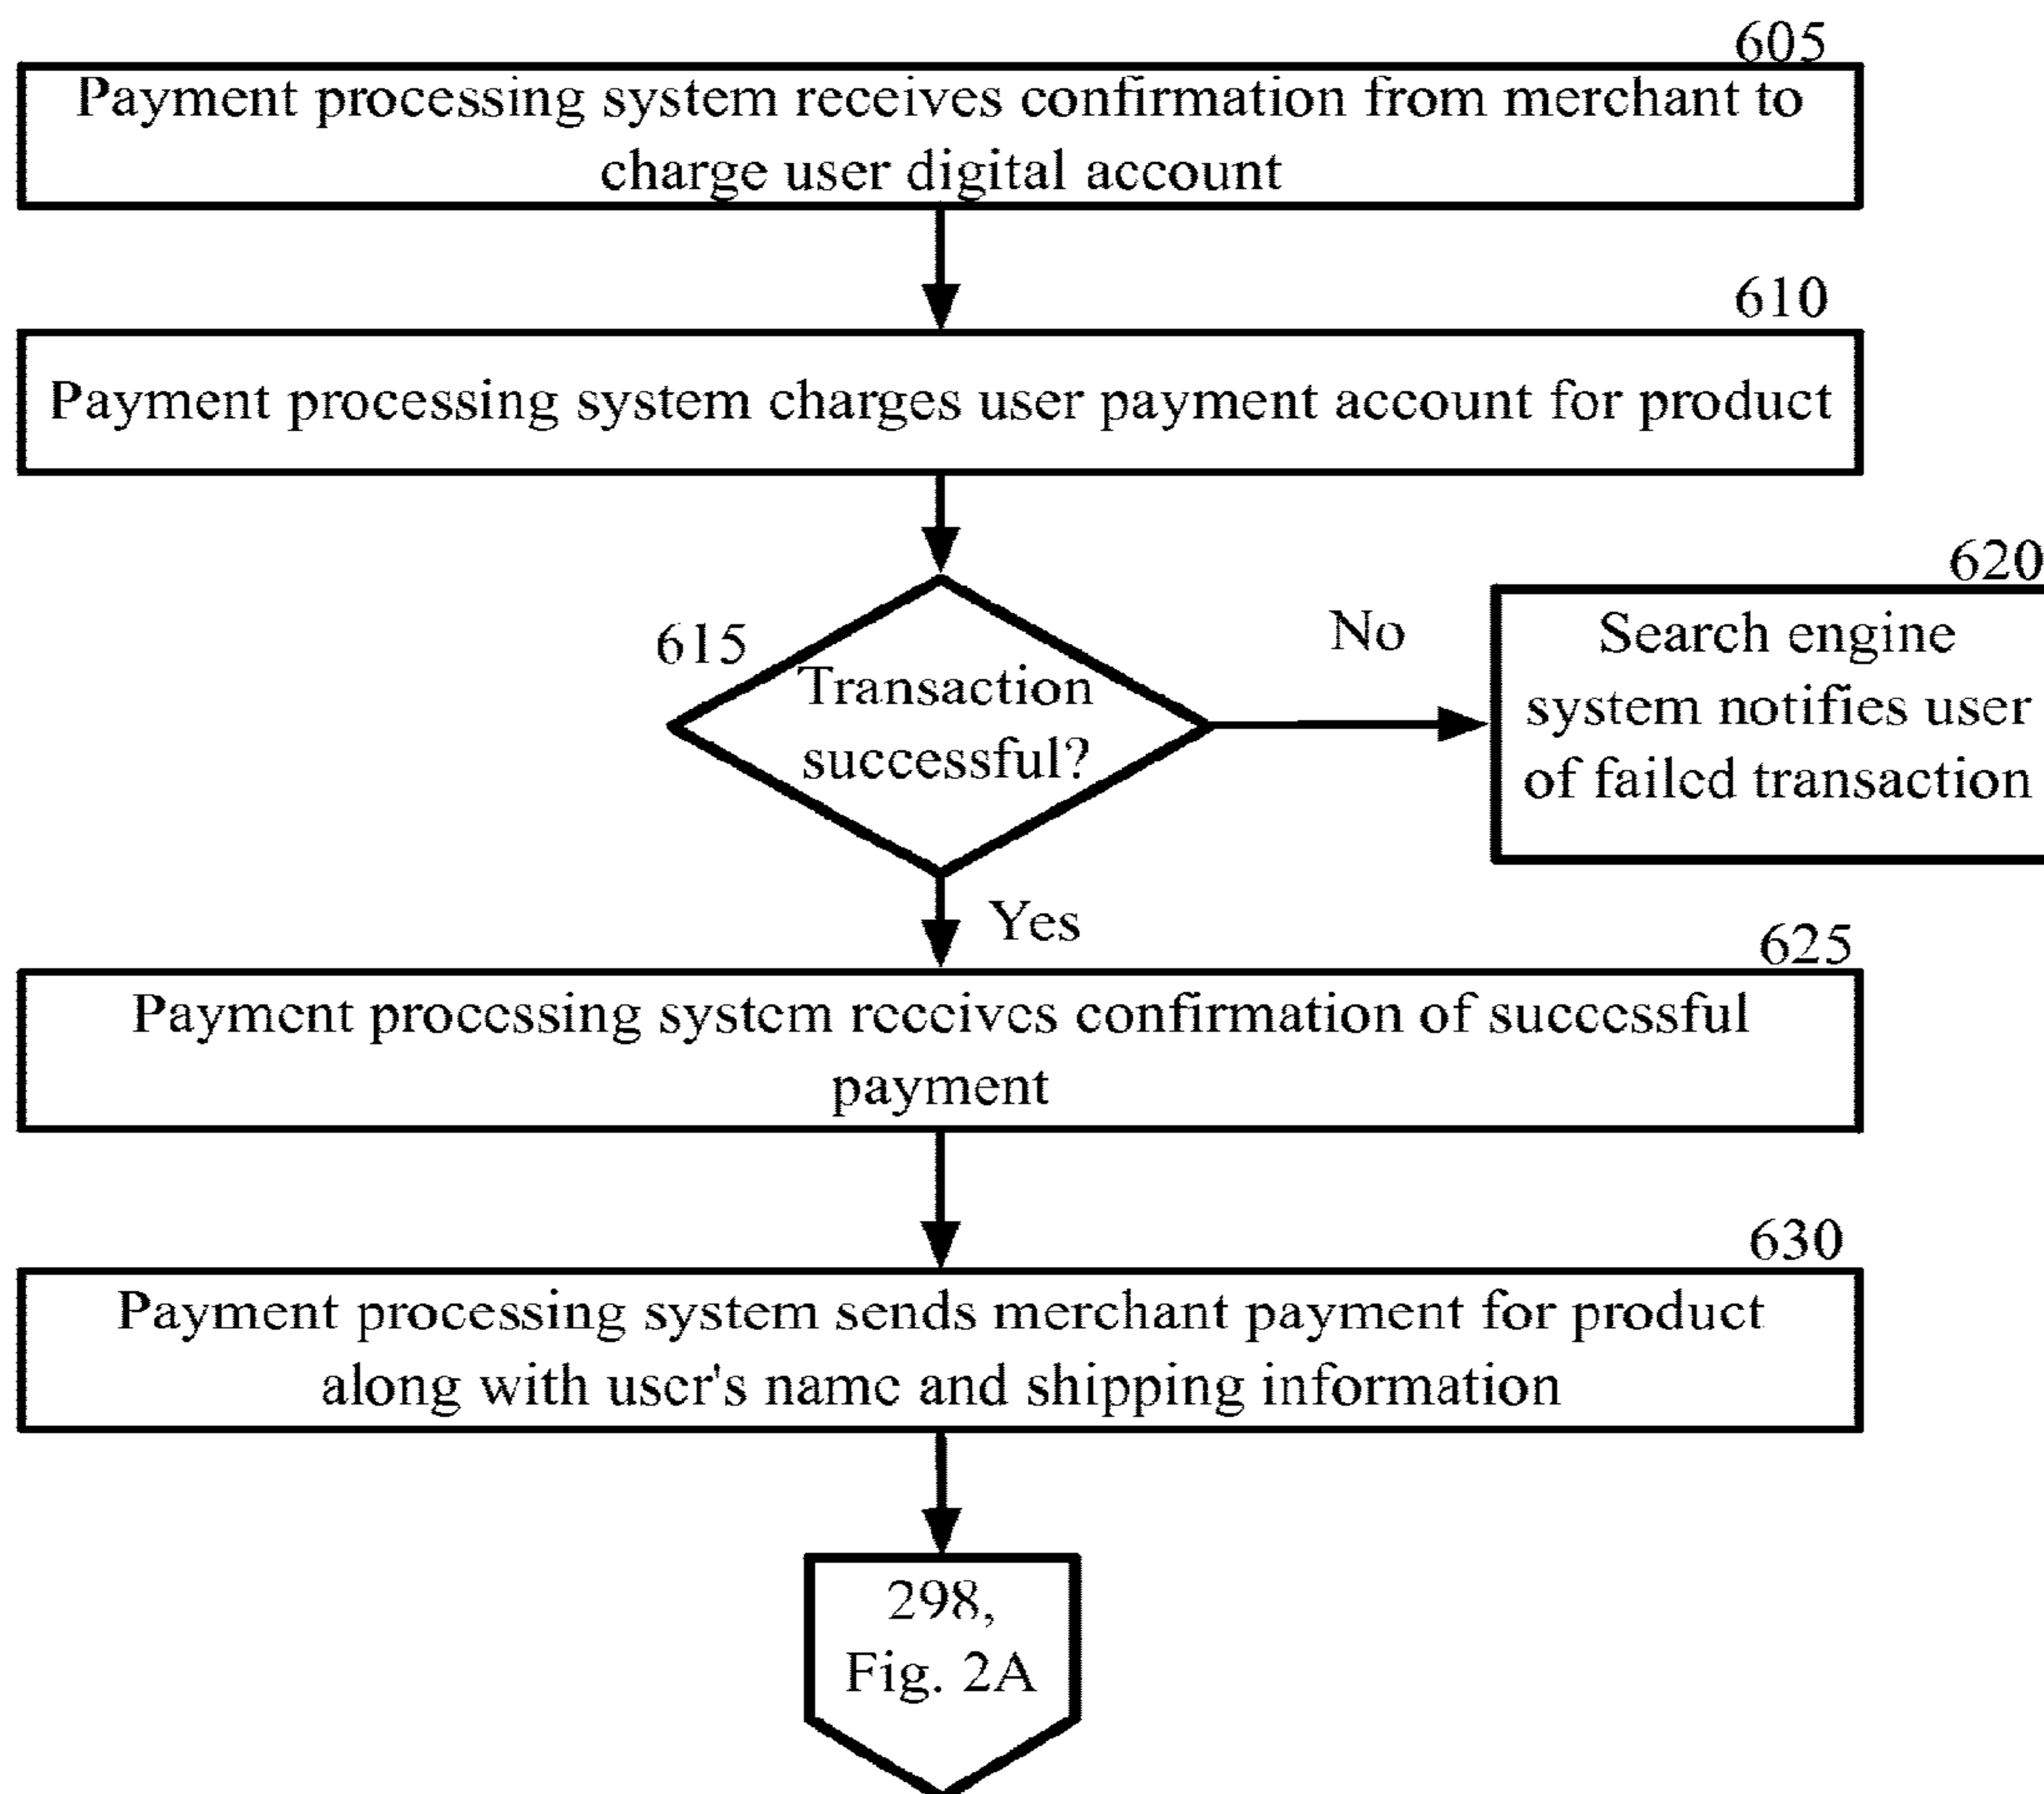 605
Payment processing system receives confirmation from merchant to
charge user digital account
610
Payment processing system charges user payment account for product
615
Transaction
successful?
No
620
Search engine
system notifies user
of failed transaction
Yes
625
Payment processing system receives confirmation of successful
payment
630
Payment processing system sends merchant payment for product
along with user's name and shipping information
298,
Fig. 2A